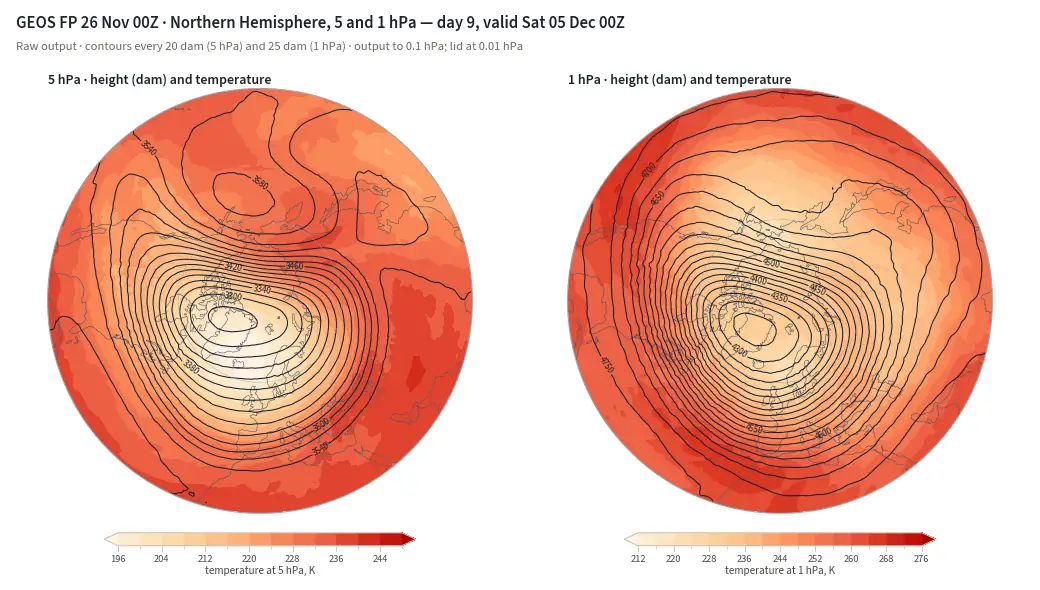 GEOS FP 26 Nov 00Z · Northern Hemisphere, 5 and 1 hPa — day 9, valid Sat 05 Dec 00Z
Raw output · contours every 20 dam (5 hPa) and 25 dam (1 hPa) · output to 0.1 hPa; lid at 0.01 hPa
5 hPa · height (dam) and temperature
1 hPa · height (dam) and temperature
3540
3580
3420
3460
3340
3300
3380
3500
3540
4700
4650
4500
4400
4350
4450
4300
4750
4550
4600
196 204 212 220 228 236 244
temperature at 5 hPa, K
212 220 228 236 244 252 260 268 276
temperature at 1 hPa, K